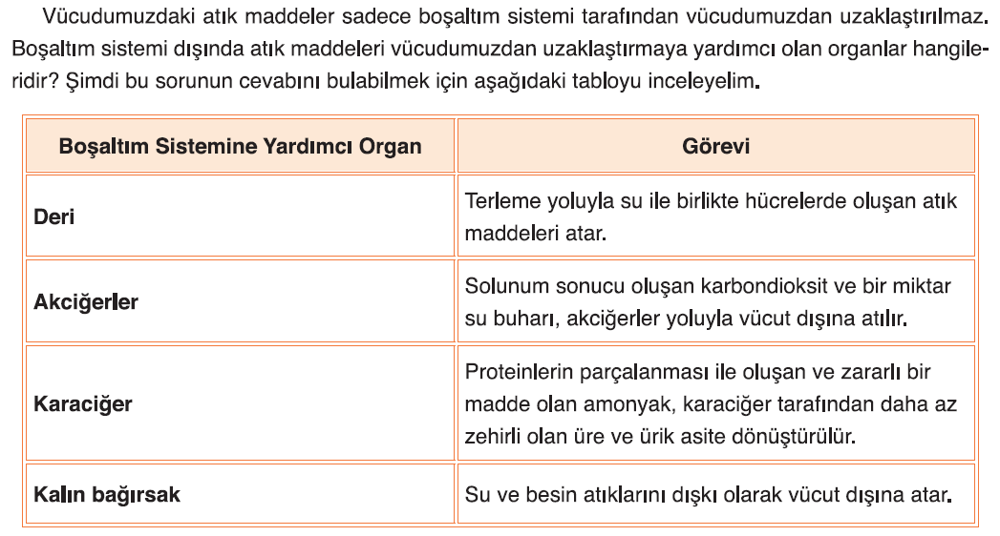 Vücudumuzdaki atık maddeler sadece boşaltım sistemi tarafından vücudumuzdan uzaklaştırılmaz.
Boşaltım sistemi dışında atık maddeleri vücudumuzdan uzaklaştırmaya yardımcı olan organlar hangile-
ridir? Şimdi bu sorunun cevabını bulabilmek için aşağıdaki tabloyu inceleyelim.
Boşaltım Sistemine Yardımcı Organ
Görevi
Deri
Terleme yoluyla su ile birlikte hücrelerde oluşan atık
maddeleri atar.
Akciğerler
Solunum sonucu oluşan karbondioksit ve bir miktar
su buharı, akciğerler yoluyla vücut dışına atılır.
Karaciğer
Proteinlerin parçalanması ile oluşan ve zararlı bir
madde olan amonyak, karaciğer tarafından daha az
zehirli olan üre ve ürik asite dönüştürülür.
Kalın bağırsak
Su ve besin atıklarını dışkı olarak vücut dışına atar.